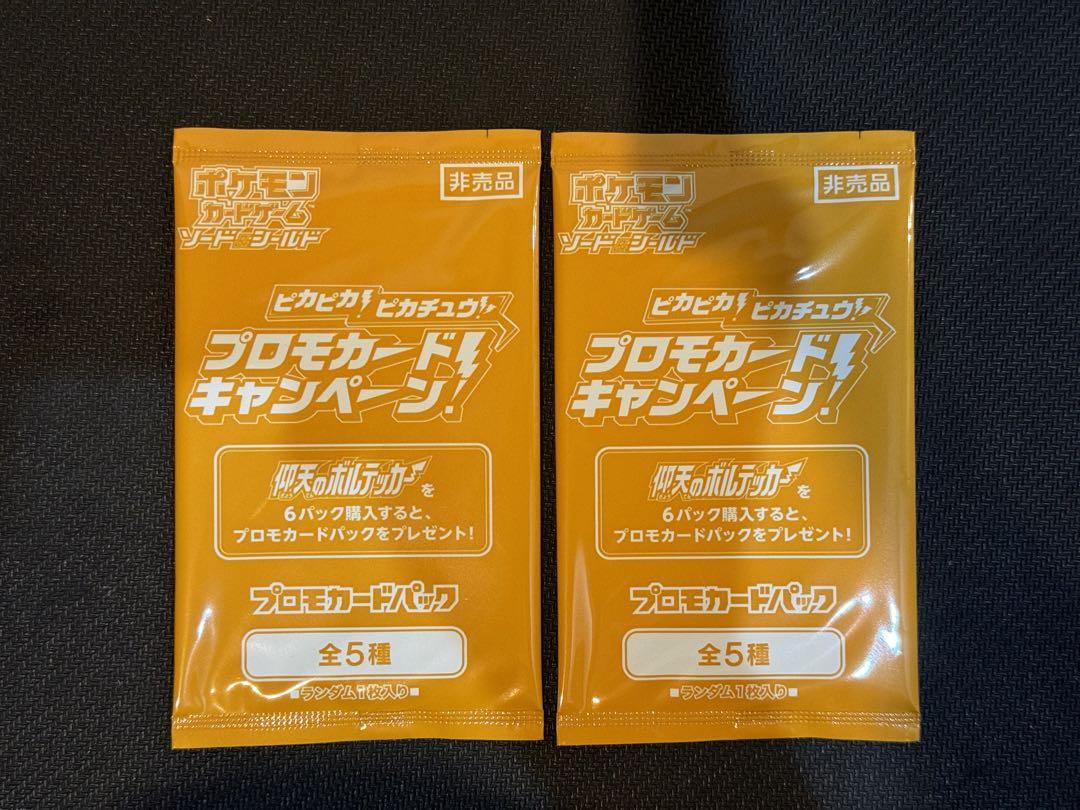 ポケモン
カードゲーム
ソード&シールド
非売品
ピカピカ! ピカチュウ!
プロモカード
キャンペーン!
仰天のボルテッカーを
ぎょうてん
6パック購入すると、
プロモカードパックをプレゼント!
プロモカードパック
全5種
■ランダム1枚入り■
ポケモン
カードゲーム
ソード&シールド
非売品
ピカピカ! ピカチュウ!
プロモカード
キャンペーン!
仰天のボルテッカーを
ぎょうてん
6パック購入すると、
プロモカードパックをプレゼント!
プロモカードパック
全5種
■ランダム1枚入り■